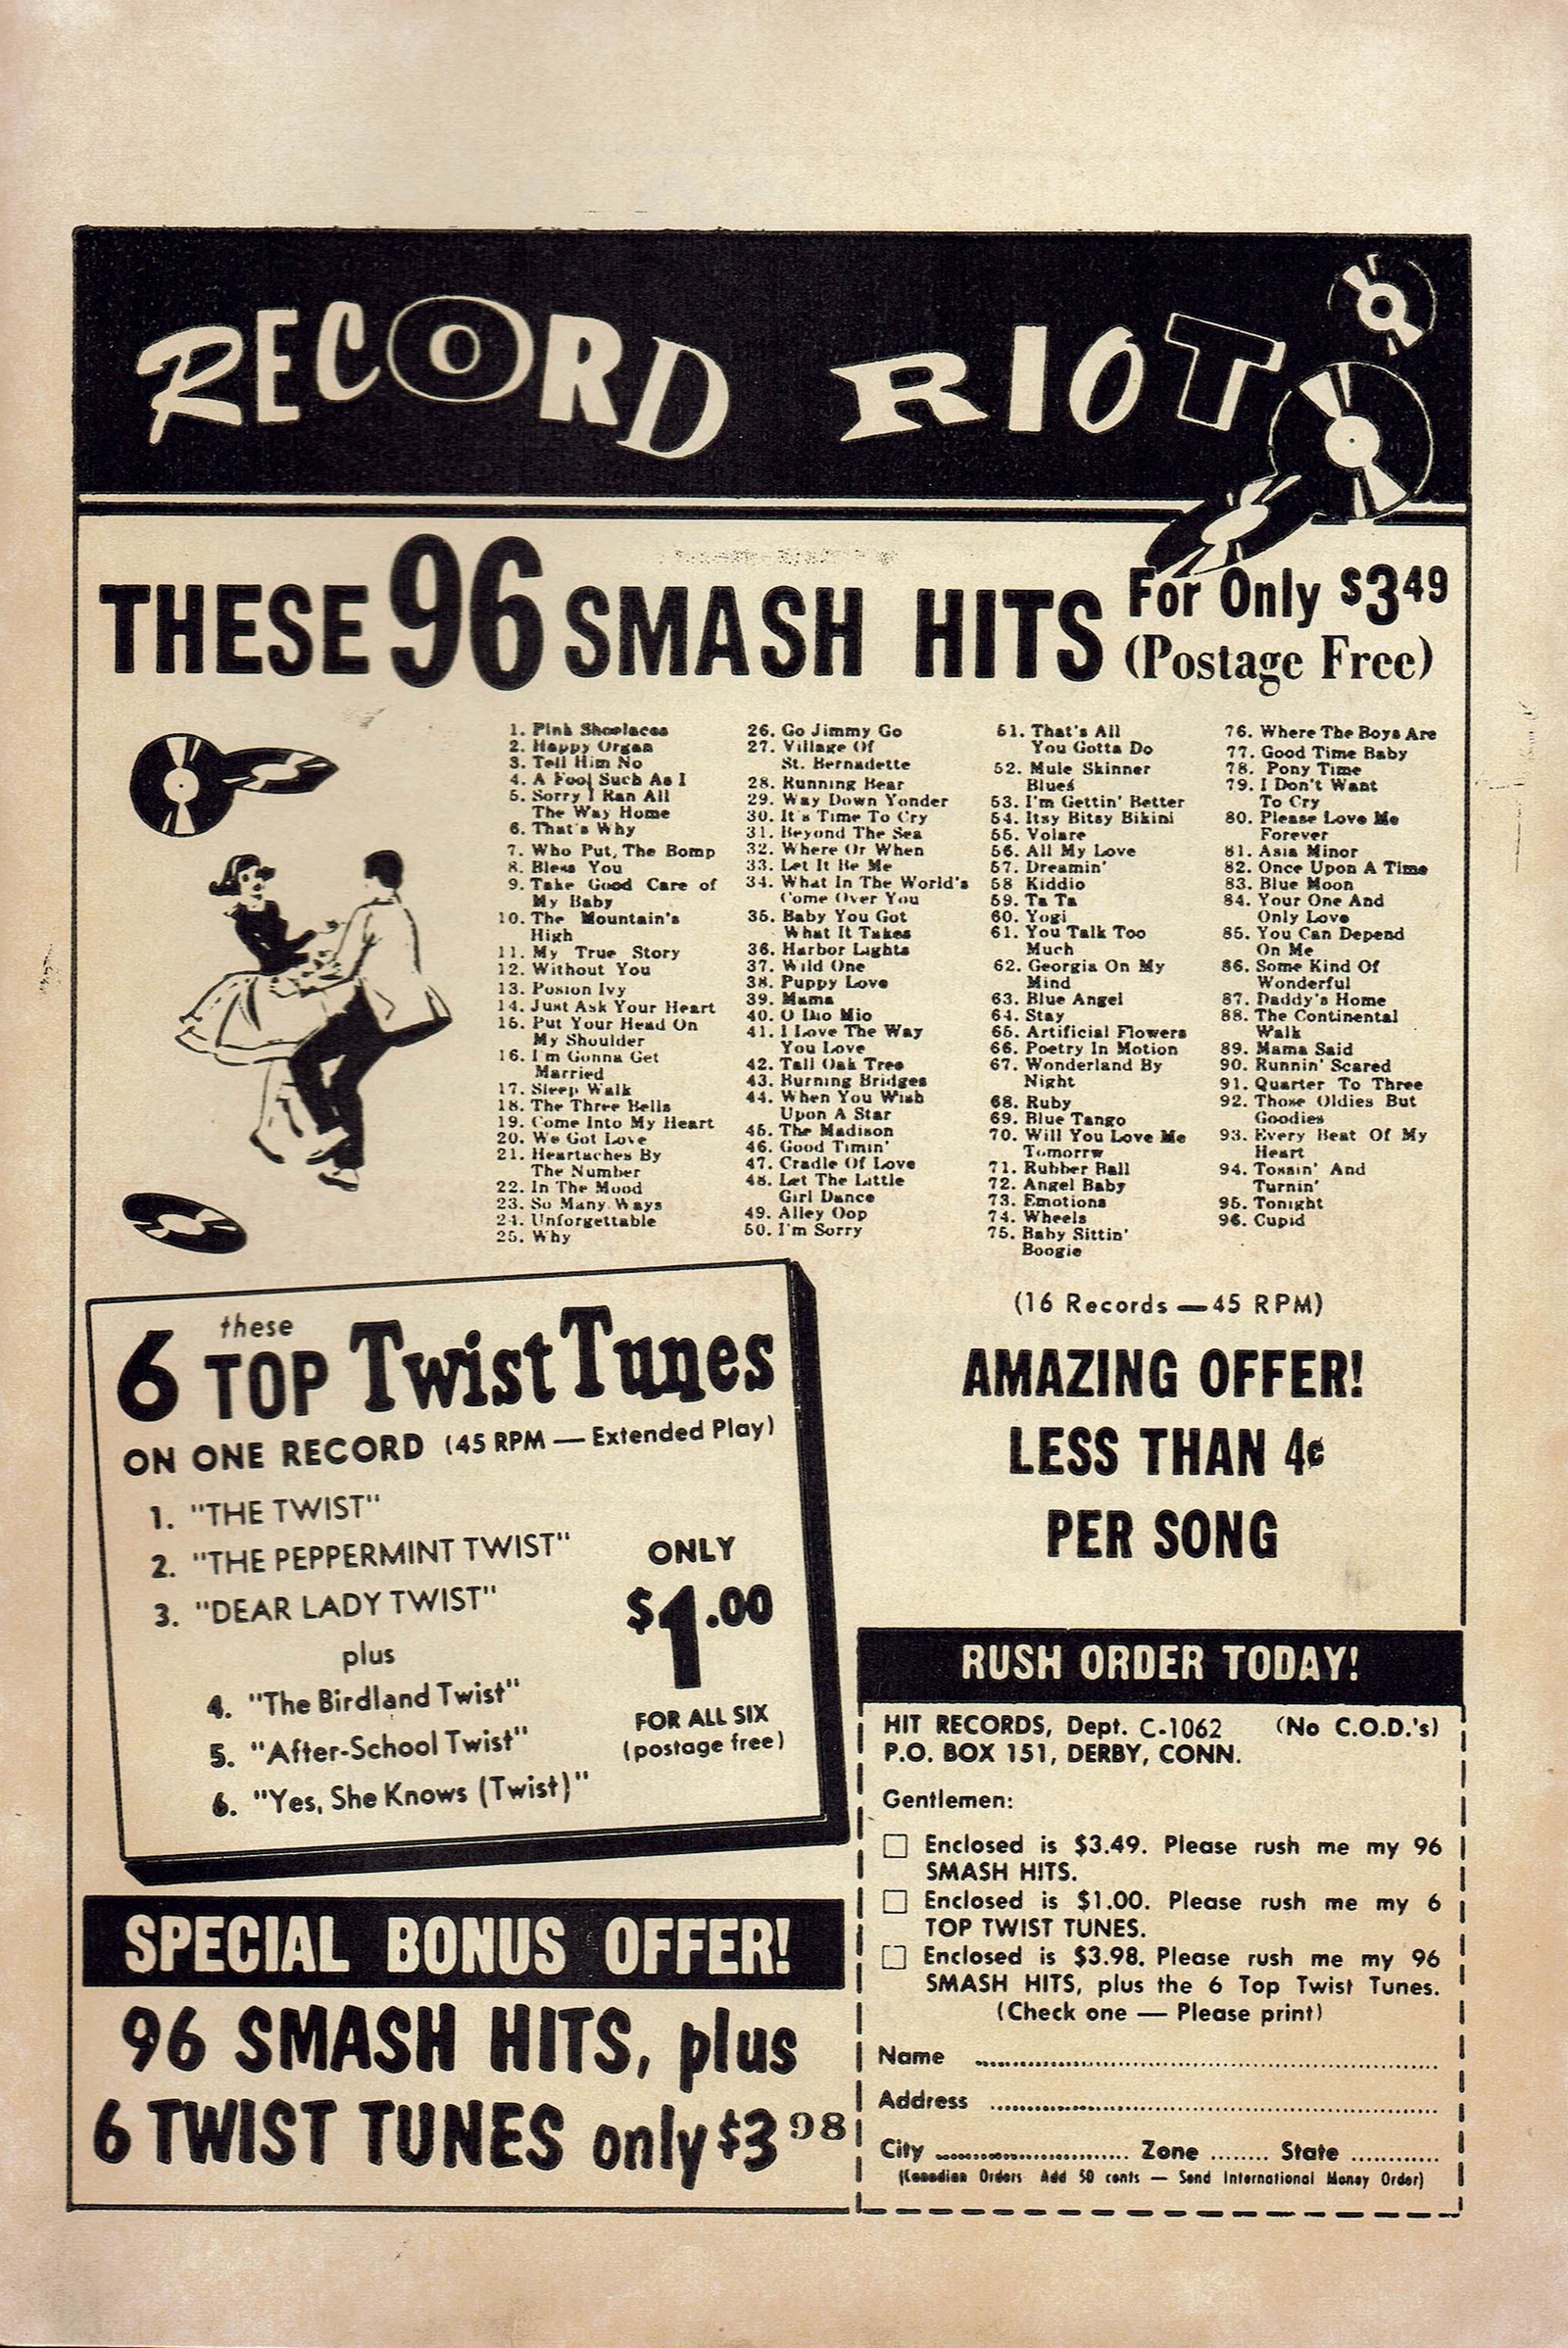 RECORD RIOT
THESE 96 SMASH HITS For Only $3.49
(Postage Free)
1. Pink Shoelaces
2. Happy Organ
3. Tell Him No
4. A Fool Such As I
5. Sorry I Ran All
The Way Home
6. That's Why
7. Who Put, The Bomp
8. Bless You
9. Take Good Care of
My Baby
10. The Mountain's
High
11. My True Story
12. Without You
13. Posion Ivy
14. Just Ask Your Heart
15. Put Your Head On
My Shoulder
16. I'm Gonna Get
Married
17. Sleep Walk
18. The Three Bells
19. Come Into My Heart
20. We Got Love
21. Heartaches By
The Number
22. In The Mood
23. So Many Ways
24. Unforgettable
25. Why
26. Go Jimmy Go
27. Village Of
St. Bernadette
28. Running Bear
29. Way Down Yonder
30. It's Time To Cry
31. Beyond The Sea
32. Where Or When
33. Let It Be Me
34. What In The World's
Come Over You
35. Baby You Got
What It Takes
36. Harbor Lights
37. Wild One
38. Puppy Love
39. Mama
40. O Dio Mio
41. I Love The Way
You Love
42. Tall Oak Tree
43. Burning Bridges
44. When You Wish
Upon A Star
45. The Madison
46. Good Timin'
47. Cradle Of Love
48. Let The Little
Girl Dance
49. Alley Oop
50. I'm Sorry
51. That's All
You Gotta Do
52. Mule Skinner
Blues
53. I'm Gettin' Better
54. Itsy Bitsy Bikini
55. Volare
56. All My Love
57. Dreamin'
58 Kiddio
59. Ta Ta
60. Yogi
61. You Talk Too
Much
62. Georgia On My
Mind
63. Blue Angel
64. Stay
65. Artificial Flowers
66. Poetry In Motion
67. Wonderland By
Night
68. Ruby
69. Blue Tango
70. Will You Love Me
Tomorrw
71. Rubber Ball
72. Angel Baby
73. Emotions
74. Wheels
75. Baby Sittin'
Boogie
76. Where The Boys Are
77. Good Time Baby
78. Pony Time
79. I Don't Want
To Cry
80. Please Love Me
Forever
81. Asia Minor
82. Once Upon A Time
83. Blue Moon
84. Your One And
Only Love
85. You Can Depend
On Me
86. Some Kind Of
Wonderful
87. Daddy's Home
88. The Continental
Walk
89. Mama Said
90. Runnin' Scared
91. Quarter To Three
92. Those Oldies But
Goodies
93. Every Beat Of My
Heart
94. Tossin' And
Turnin'
95. Tonight
96. Cupid
(16 Records — 45 RPM)
AMAZING OFFER!
LESS THAN 4¢
PER SONG
6 these TOP Twist Tunes
ON ONE RECORD (45 RPM — Extended Play)
1. "THE TWIST"
2. "THE PEPPERMINT TWIST"
3. "DEAR LADY TWIST"
plus
4. "The Birdland Twist"
5. "After-School Twist"
6. "Yes, She Knows (Twist)"
ONLY
$1.00
FOR ALL SIX
(postage free)
SPECIAL BONUS OFFER!
96 SMASH HITS, plus
6 TWIST TUNES only $3.98
RUSH ORDER TODAY!
HIT RECORDS, Dept. C-1062 (No C.O.D.'s)
P.O. BOX 151, DERBY, CONN.
Gentlemen:
Enclosed is $3.49. Please rush me my 96
SMASH HITS.
Enclosed is $1.00. Please rush me my 6
TOP TWIST TUNES.
Enclosed is $3.98. Please rush me my 96
SMASH HITS, plus the 6 Top Twist Tunes.
(Check one — Please print)
Name
Address
City ........ Zone ........ State ........
(Canadian Orders Add 50 cents — Send International Money Order)